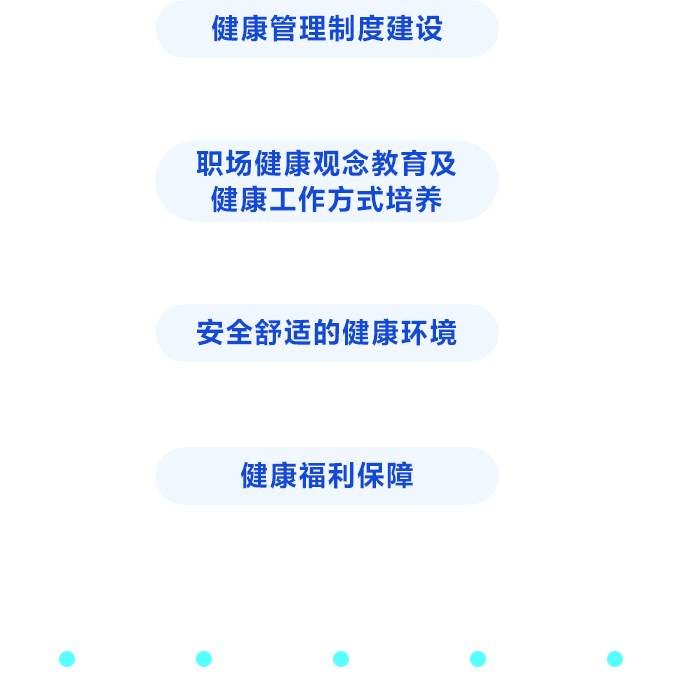 健康管理制度建设
职场健康观念教育及
健康工作方式培养
安全舒适的健康环境
健康福利保障